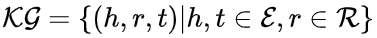 𝒦𝒢 = {(h, r, t)|h, t ∈ ℰ, r ∈ ℛ}